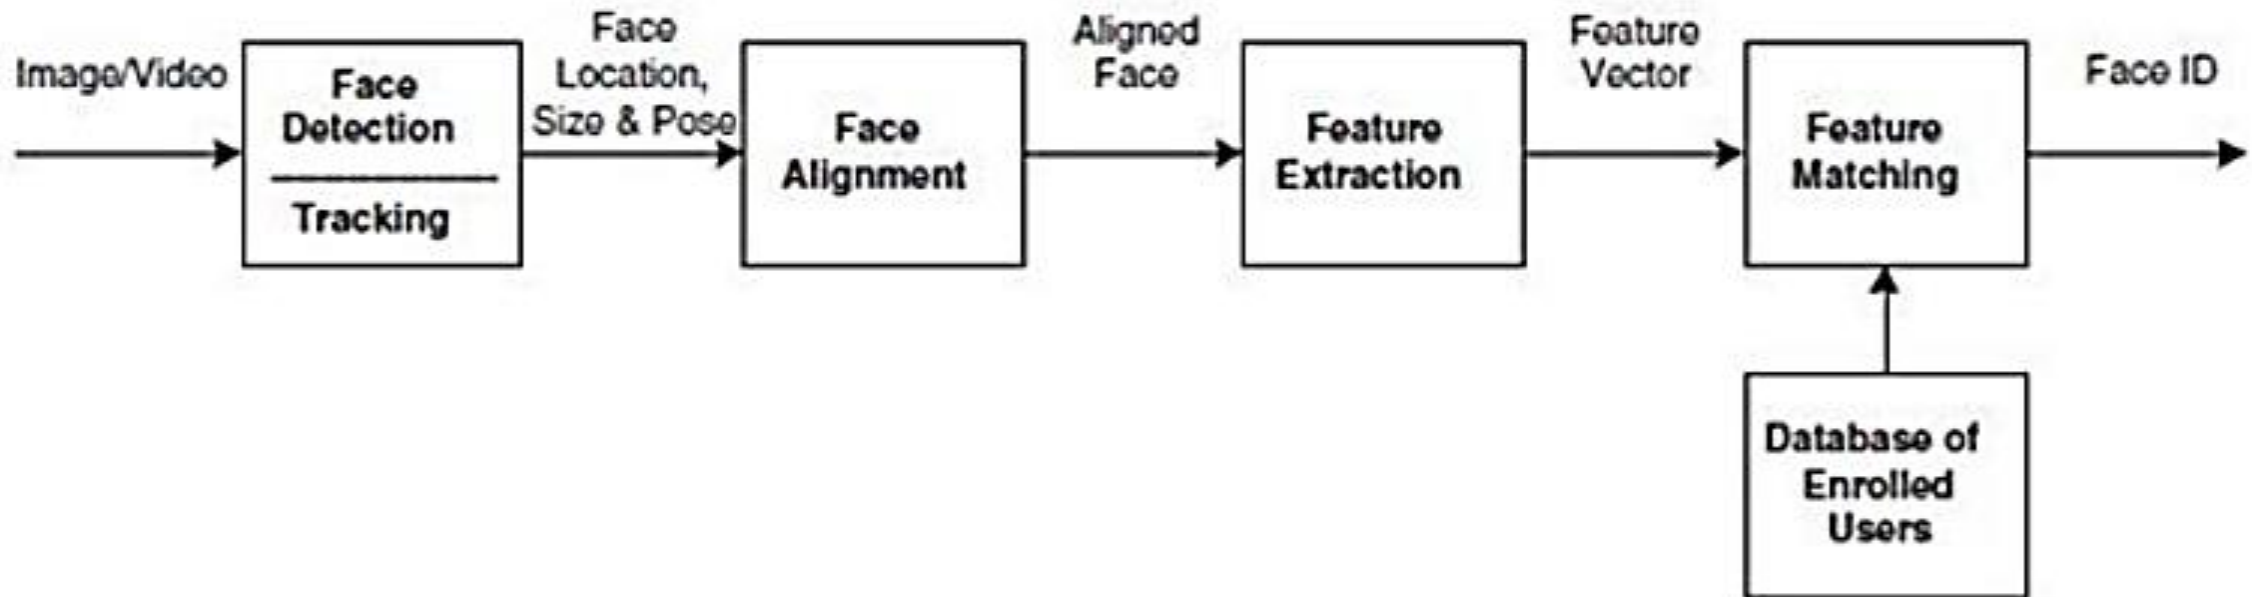 Image/Video
Face
Detection
Tracking
Face
Location,
Size & Pose
Face
Alignment
Aligned
Face
Feature
Extraction
Feature
Vector
Feature
Matching
Face ID
Database of
Enrolled
Users